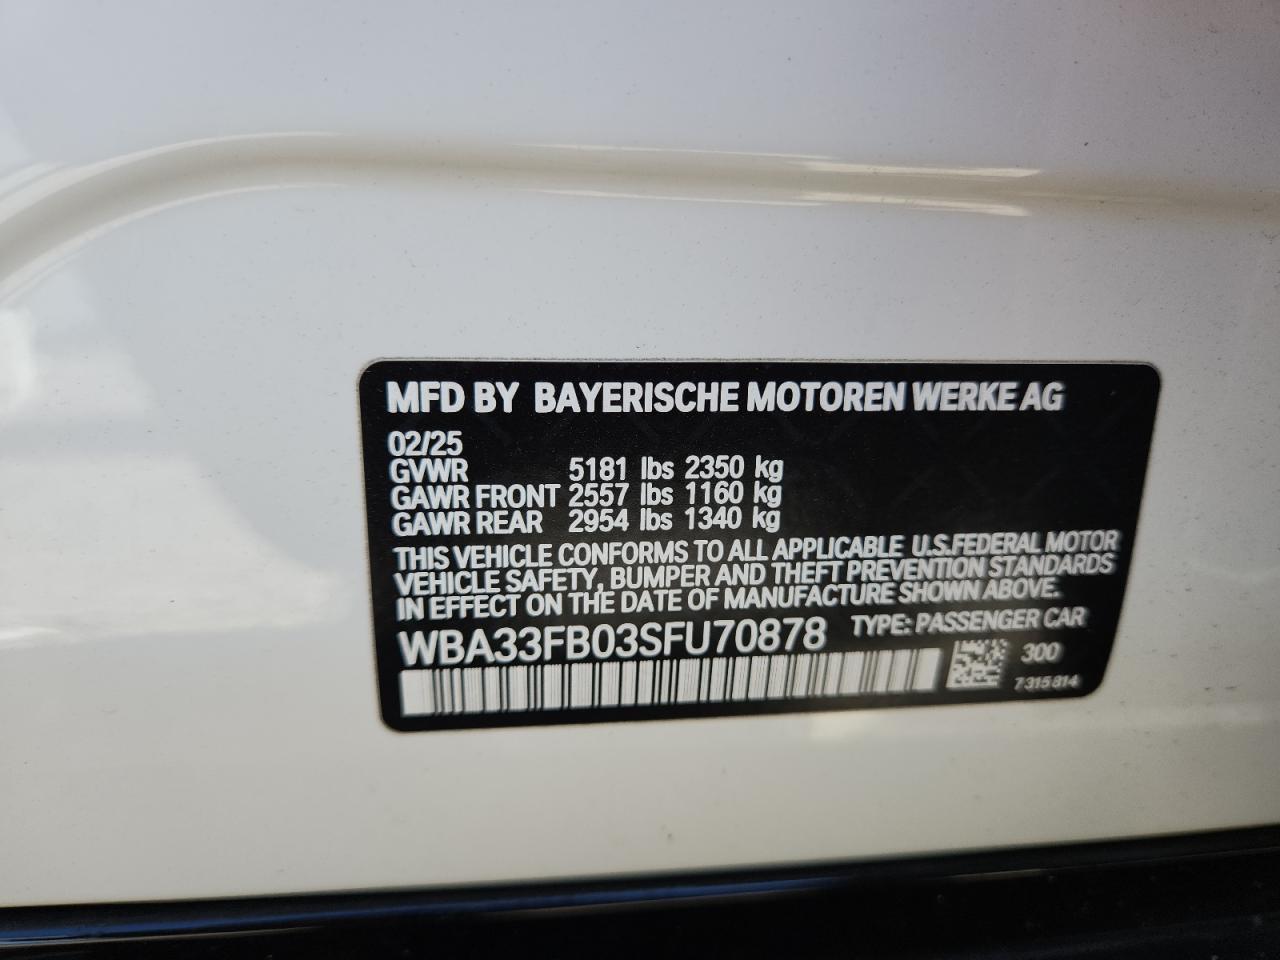 MFD BY BAYERISCHE MOTOREN WERKE AG
02/25
GVWR 5181 lbs 2350 kg
GAWR FRONT 2557 lbs 1160 kg
GAWR REAR 2954 lbs 1340 kg
THIS VEHICLE CONFORMS TO ALL APPLICABLE U.S.FEDERAL MOTOR
VEHICLE SAFETY, BUMPER AND THEFT PREVENTION STANDARDS
IN EFFECT ON THE DATE OF MANUFACTURE SHOWN ABOVE.
WBA33FB03SFU70878 TYPE: PASSENGER CAR
300
7315814